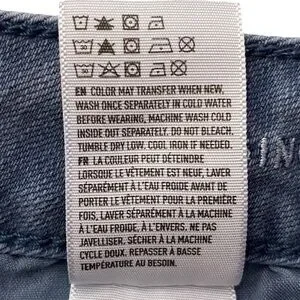 EN COLOR MAY TRANSFER WHEN NEW,
WASH ONCE SEPARATELY IN COLD WATER
BEFORE WEARING, MACHINE WASH COLD
INSIDE OUT SEPARATELY. DO NOT BLEACH.
TUMBLE DRY LOW. COOL IRON IF NEEDED.
FR LA COULEUR PEUT DÉTEINDRE
LORSQUE LE VÊTEMENT EST NEUF, LAVER
SÉPARÉMENT À L'EAU FROIDE AVANT DE
PORTER LE VÊTEMENT POUR LA PREMIÈRE
FOIS, LAVER SÉPARÉMENT À LA MACHINE
À L'EAU FROIDE, À L'ENVERS. NE PAS
JAVELLISER. SÉCHER À LA MACHINE
CYCLE DOUX. REPASSER À BASSE
TEMPÉRATURE AU BESOIN.